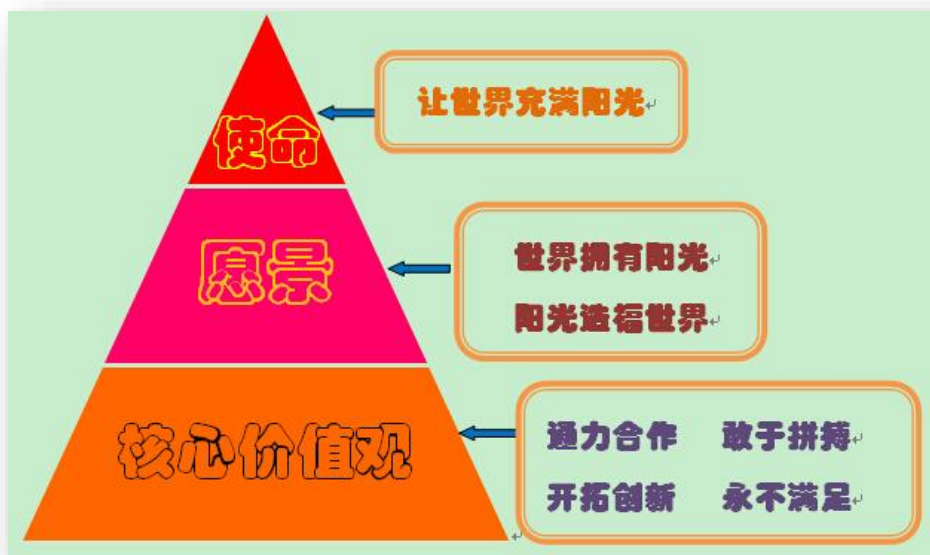 使命
让世界充满阳光
愿景
世界拥有阳光
阳光造福世界
核心价值观
通力合作 敢于拼搏
开拓创新 永不满足